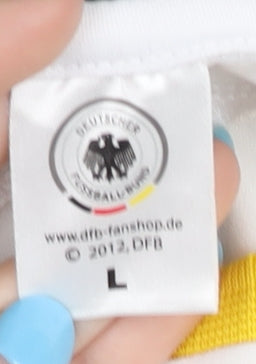 DEUTSCHER
FUSSBALL-BUND
www.dfb-fanshop.de
© 2012, DFB
L